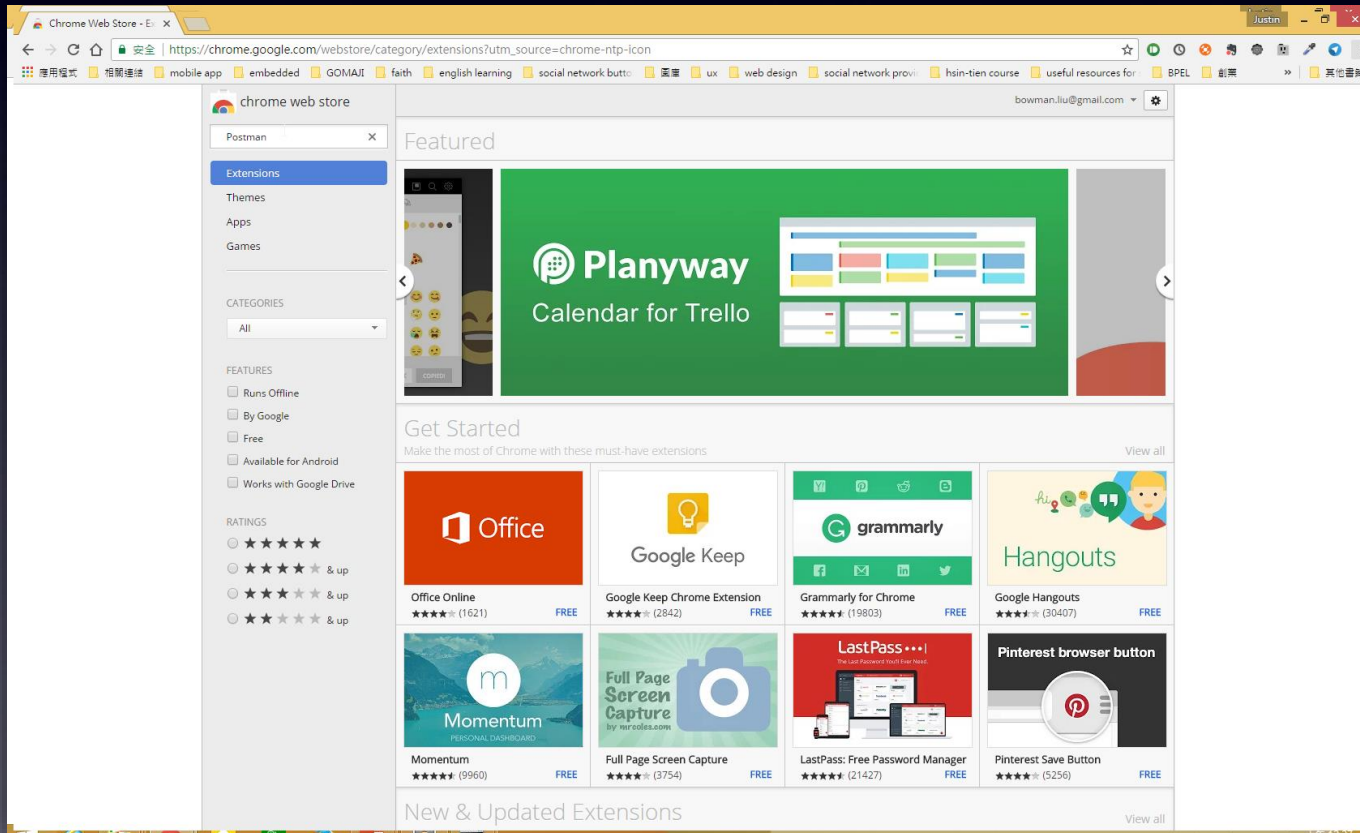 Chrome Web Store - Ex
Justin
安全 | https://chrome.google.com/webstore/category/extensions?utm_source=chrome-ntp-icon
應用程式 相關連結 mobile app embedded GOMAJI faith english learning social network butto 圖庫 ux web design social network provi hsin-tien course useful resources for BPEL 創業 » 其他書籤
chrome web store
bowman.liu@gmail.com
Postman
Extensions
Themes
Apps
Games
CATEGORIES
All
FEATURES
Runs Offline
By Google
Free
Available for Android
Works with Google Drive
RATINGS
& up
& up
& up
Featured
Planyway
Calendar for Trello
Get Started
Make the most of Chrome with these must-have extensions
View all
Office
Google Keep
grammarly
hi
Hangouts
Office Online
(1621) FREE
Google Keep Chrome Extension
(2842) FREE
Grammarly for Chrome
(19803) FREE
Google Hangouts
(30407) FREE
m
Momentum
PERSONAL DASHBOARD
Full Page
Screen
Capture
by mrcoles.com
LastPass
The Last Password You'll Ever Need.
Pinterest browser button
Momentum
(9960) FREE
Full Page Screen Capture
(3754) FREE
LastPass: Free Password Manager
(21427) FREE
Pinterest Save Button
(5256) FREE
New & Updated Extensions
View all